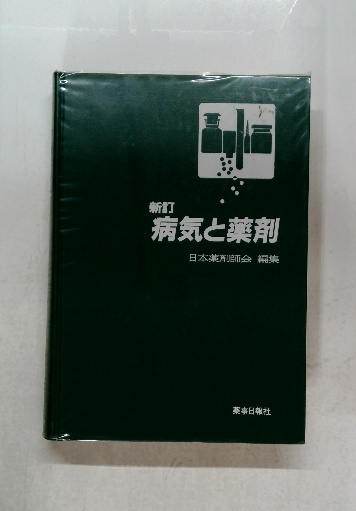 新訂
病気と薬剤
日本薬剤師会 編集
薬事日報社